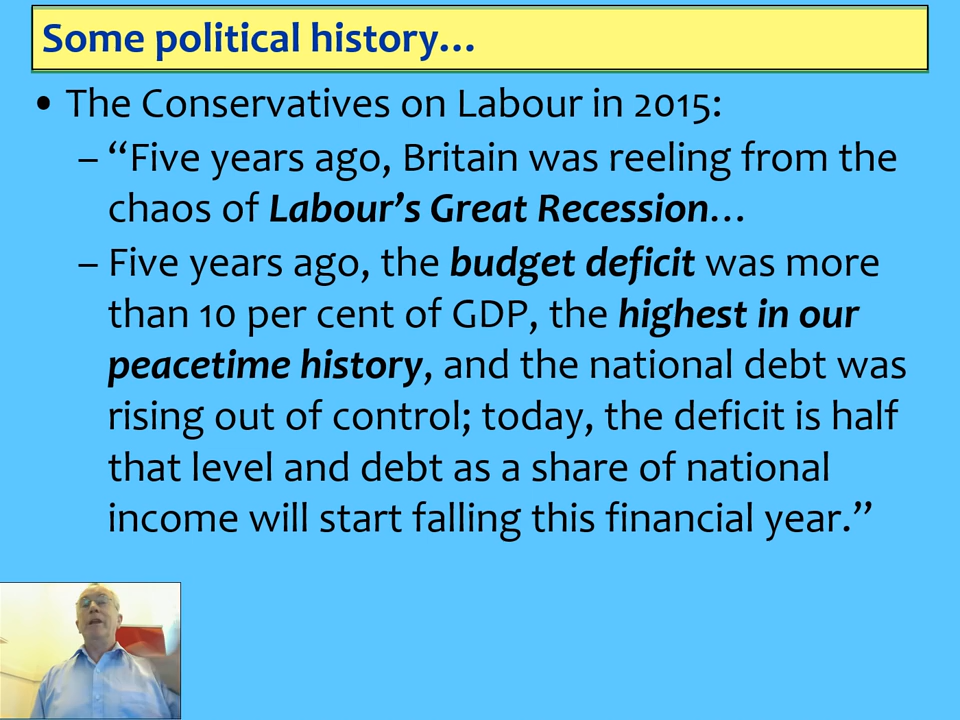 Some political history…
• The Conservatives on Labour in 2015:
– “Five years ago, Britain was reeling from the
chaos of Labour’s Great Recession…
– Five years ago, the budget deficit was more
than 10 per cent of GDP, the highest in our
peacetime history, and the national debt was
rising out of control; today, the deficit is half
that level and debt as a share of national
income will start falling this financial year.”